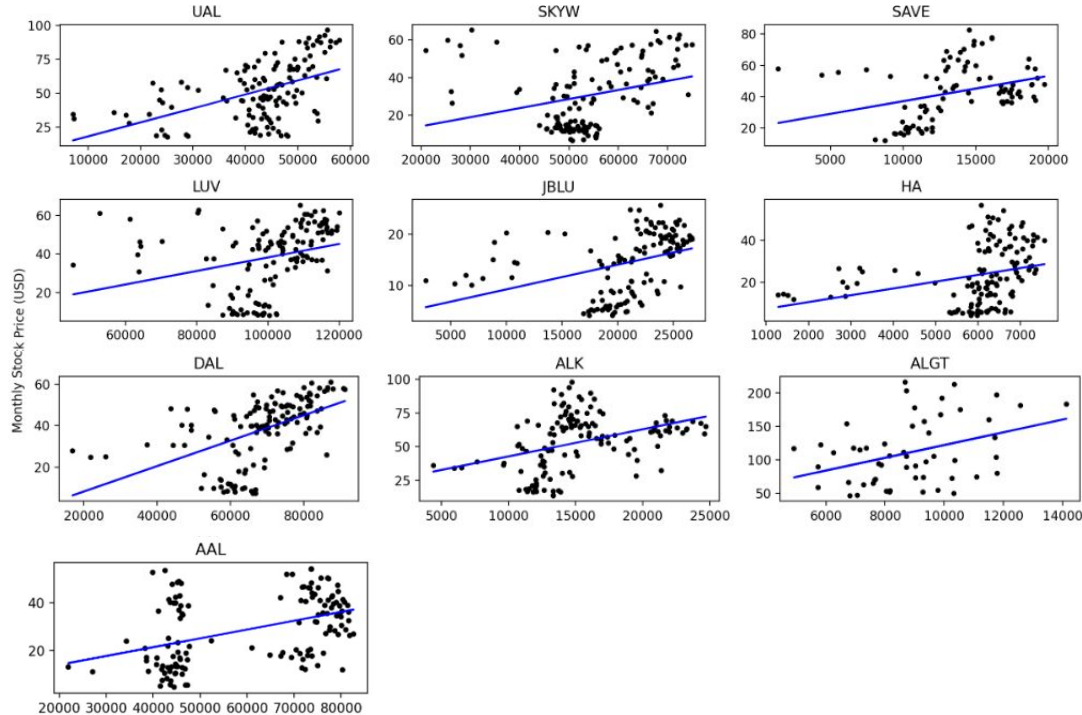 UAL
SKYW
SAVE
100
75
50
25
10000 20000 30000 40000 50000 60000
60
40
20
20000 30000 40000 50000 60000 70000
80
60
40
20
5000 10000 15000 20000
LUV
JBLU
HA
60
40
20
60000 80000 100000 120000
20
10
5000 10000 15000 20000 25000
40
20
1000 2000 3000 4000 5000 6000 7000
Monthly Stock Price (USD)
DAL
ALK
ALGT
60
40
20
20000 40000 60000 80000
100
75
50
25
5000 10000 15000 20000 25000
200
150
100
50
6000 8000 10000 12000 14000
AAL
40
20
20000 30000 40000 50000 60000 70000 80000